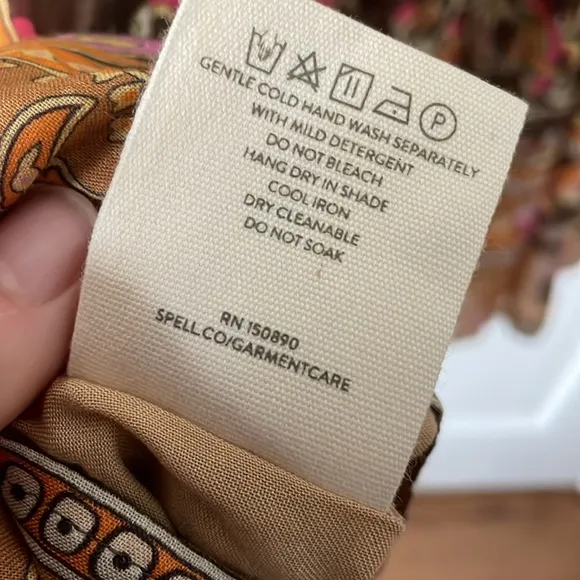 P
GENTLE COLD HAND WASH SEPARATELY
WITH MILD DETERGENT
DO NOT BLEACH
HANG DRY IN SHADE
COOL IRON
DRY CLEANABLE
DO NOT SOAK
RN 150890
SPELL.CO/GARMENTCARE